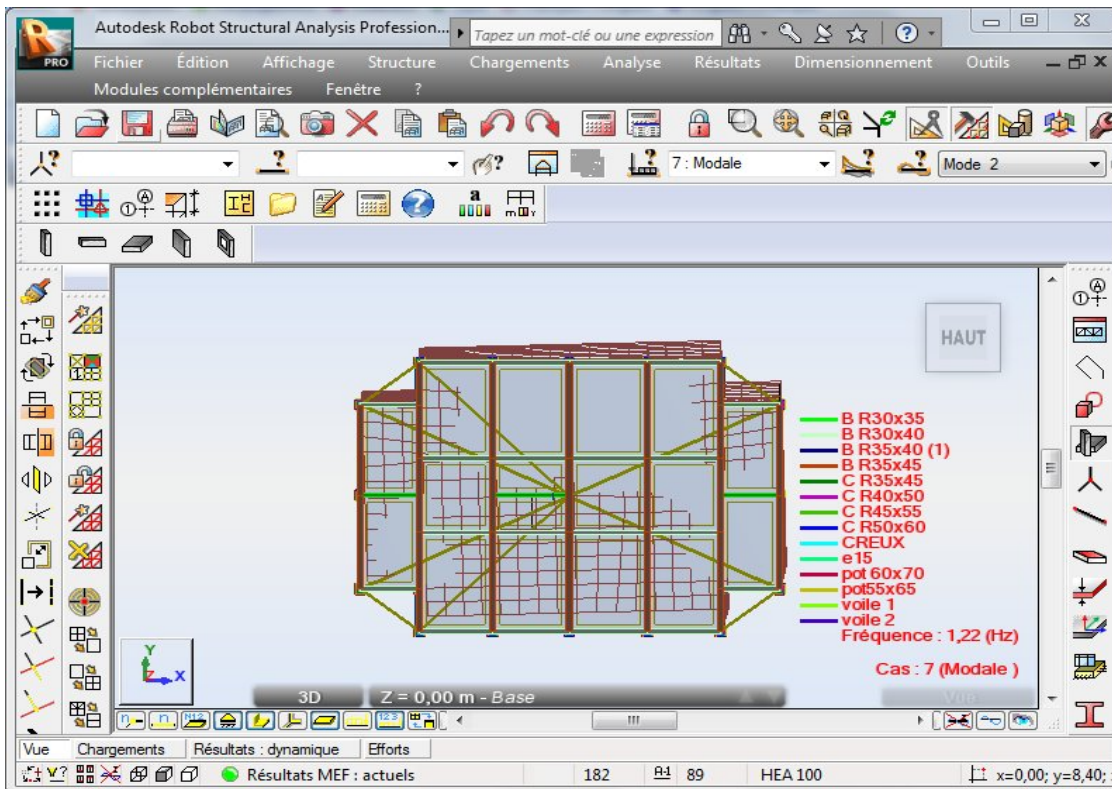 Autodesk Robot Structural Analysis Profession... Tapez un mot-clé ou une expression
PRO
Fichier Édition Affichage Structure Chargements Analyse Résultats Dimensionnement Outils
Modules complémentaires Fenêtre ?
7 : Modale Mode 2
HAUT
B R30x35
B R30x40
B R35x40 (1)
B R35x45
C R35x45
C R40x50
C R45x55
C R50x60
CREUX
e15
pot 60x70
pot55x65
voile 1
voile 2
Fréquence : 1,22 (Hz)
Cas : 7 (Modale )
Y
Z X
3D Z = 0,00 m - Base Vue
Vue Chargements Résultats : dynamique Efforts
Résultats MEF : actuels 182 89 HEA 100 x=0,00; y=8,40;